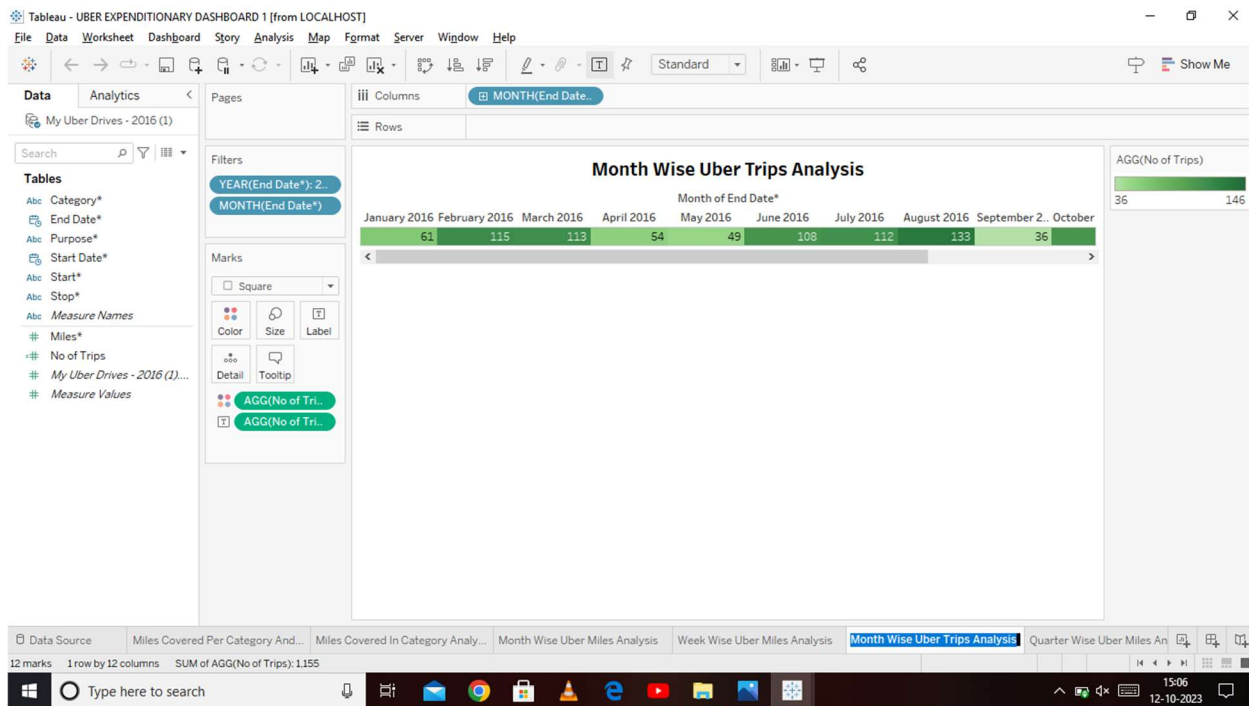 Tableau - UBER EXPENDITIONARY DASHBOARD 1 [from LOCALHOST]
File Data Worksheet Dashboard Story Analysis Map Format Server Window Help
Standard
Show Me
Data Analytics
My Uber Drives - 2016 (1)
Search
Tables
Abc Category*
End Date*
Abc Purpose*
Start Date*
Abc Start*
Abc Stop*
Abc Measure Names
# Miles*
=# No of Trips
# My Uber Drives - 2016 (1)....
# Measure Values
Pages
Filters
YEAR(End Date*): 2..
MONTH(End Date*)
Marks
Square
Color Size Label
Detail Tooltip
AGG(No of Tri..
AGG(No of Tri..
iii Columns MONTH(End Date..
Rows
Month Wise Uber Trips Analysis
Month of End Date*
January 2016 February 2016 March 2016 April 2016 May 2016 June 2016 July 2016 August 2016 September 2.. October
61 115 113 54 49 108 112 133 36
AGG(No of Trips)
36 146
Data Source Miles Covered Per Category And... Miles Covered In Category Analy... Month Wise Uber Miles Analysis Week Wise Uber Miles Analysis Month Wise Uber Trips Analysis Quarter Wise Uber Miles An
12 marks 1 row by 12 columns SUM of AGG(No of Trips): 1,155
Type here to search
15:06
12-10-2023